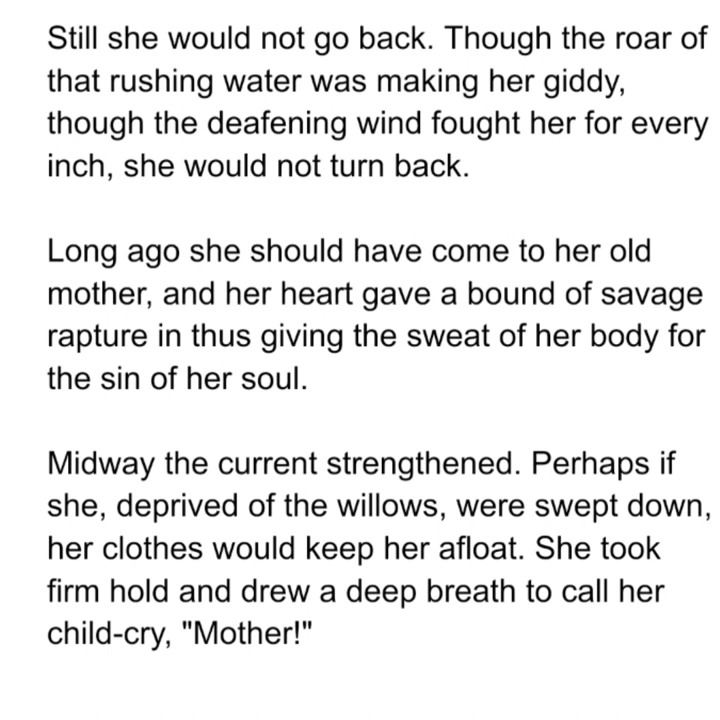 Still she would not go back. Though the roar of
that rushing water was making her giddy,
though the deafening wind fought her for every
inch, she would not turn back.
Long ago she should have come to her old
mother, and her heart gave a bound of savage
rapture in thus giving the sweat of her body for
the sin of her soul.
Midway the current strengthened. Perhaps if
she, deprived of the willows, were swept down,
her clothes would keep her afloat. She took
firm hold and drew a deep breath to call her
child-cry, "Mother!"